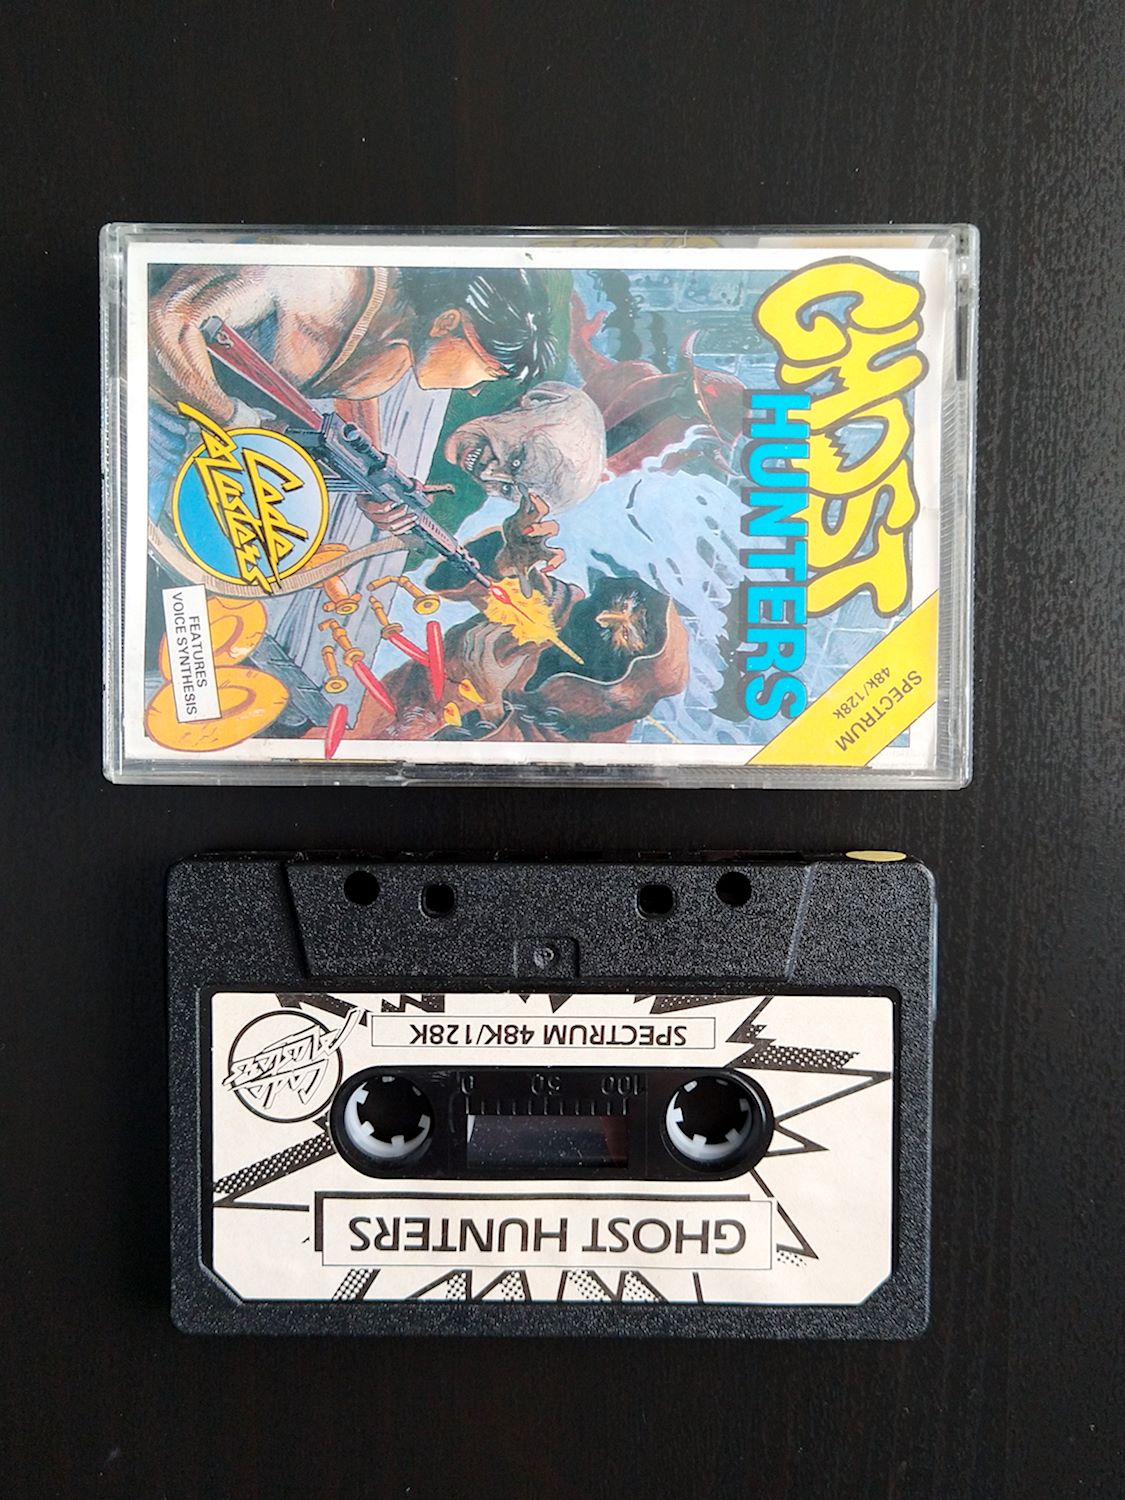 GHOST
HUNTERS
SPECTRUM
48k/128k
Code
Masters
FEATURES
VOICE SYNTHESIS
SPECTRUM 48K/128K
Code
Masters
0 50 100
GHOST HUNTERS